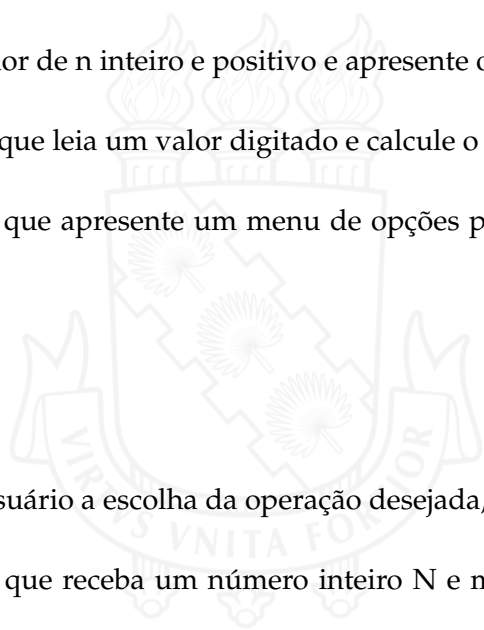 or de n inteiro e positivo e apresente o
que leia um valor digitado e calcule o
que apresente um menu de opções p
suário a escolha da operação desejada,
que receba um número inteiro N e m
VIRTVS VNITA FORTIOR